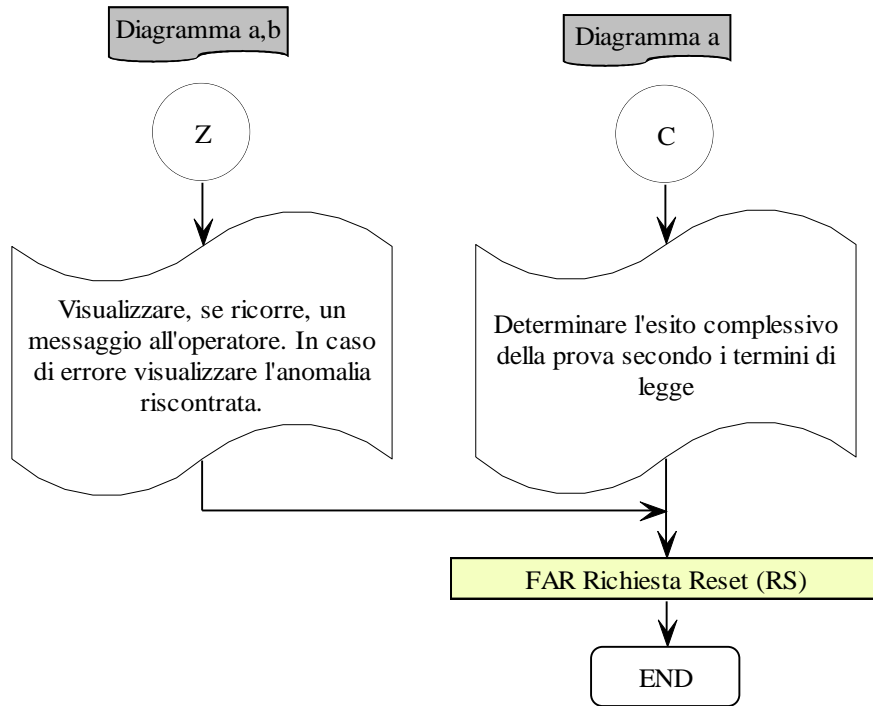 Diagramma a,b
Diagramma a
Z
C
Visualizzare, se ricorre, un
messaggio all'operatore. In caso
di errore visualizzare l'anomalia
riscontrata.
Determinare l'esito complessivo
della prova secondo i termini di
legge
FAR Richiesta Reset (RS)
END